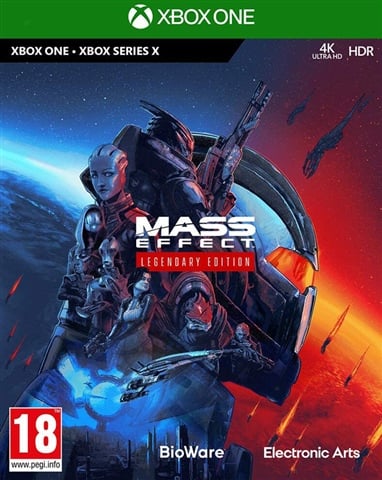 XBOX ONE
XBOX ONE • XBOX SERIES X
4K
ULTRA HD
HDR
MASS
EFFECT
LEGENDARY EDITION
18
www.pegi.info
BioWare
Electronic Arts